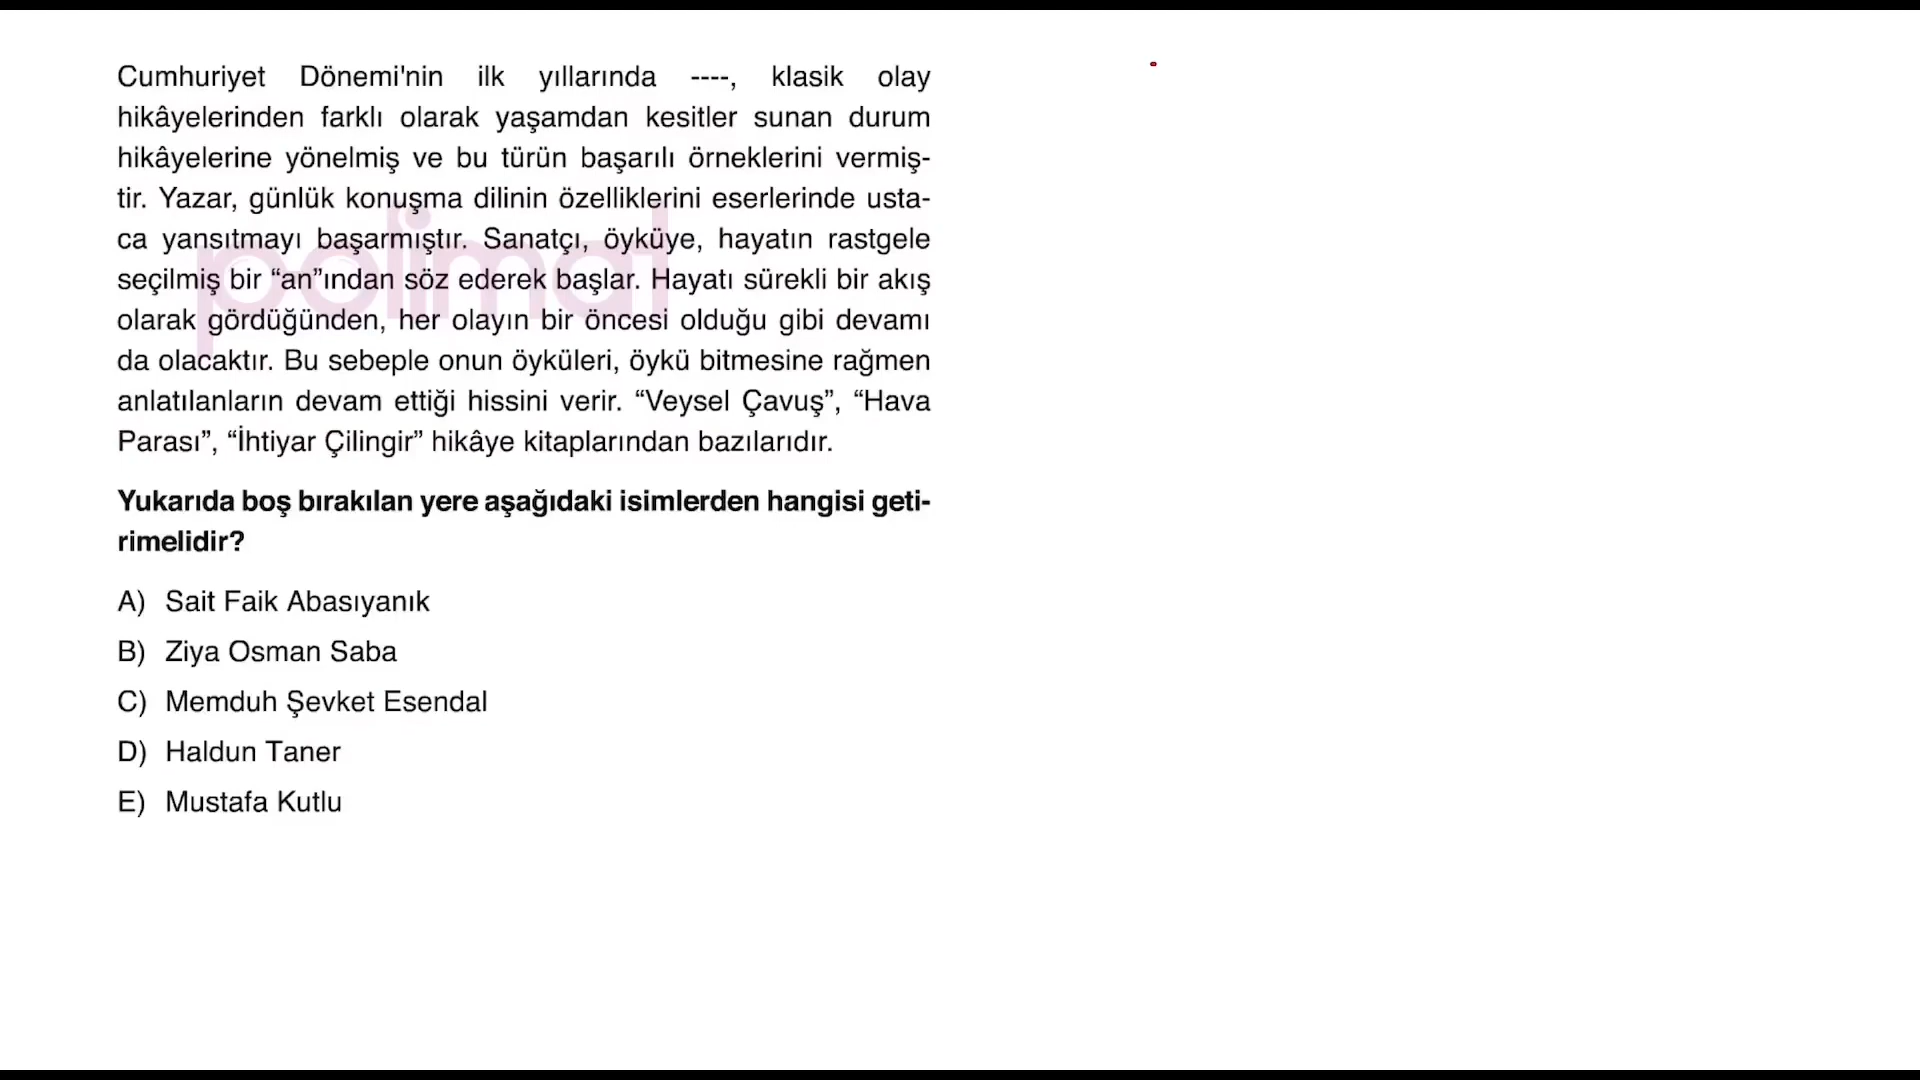 Cumhuriyet Dönemi'nin ilk yıllarında ----, klasik olay
hikâyelerinden farklı olarak yaşamdan kesitler sunan durum
hikâyelerine yönelmiş ve bu türün başarılı örneklerini vermiş-
tir. Yazar, günlük konuşma dilinin özelliklerini eserlerinde usta-
ca yansıtmayı başarmıştır. Sanatçı, öyküye, hayatın rastgele
seçilmiş bir “an”ından söz ederek başlar. Hayatı sürekli bir akış
olarak gördüğünden, her olayın bir öncesi olduğu gibi devamı
da olacaktır. Bu sebeple onun öyküleri, öykü bitmesine rağmen
anlatılanların devam ettiği hissini verir. “Veysel Çavuş”, “Hava
Parası”, “İhtiyar Çilingir” hikâye kitaplarından bazılarıdır.
polimat
Yukarıda boş bırakılan yere aşağıdaki isimlerden hangisi geti-
rimelidir?
A) Sait Faik Abasıyanık
B) Ziya Osman Saba
C) Memduh Şevket Esendal
D) Haldun Taner
E) Mustafa Kutlu